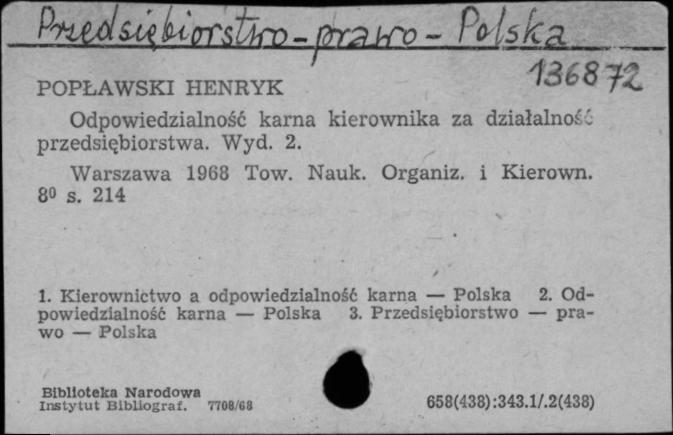 Przedsiębiorstwo - prawo - Polska
136872
POPŁAWSKI HENRYK
Odpowiedzialność karna kierownika za działalność
przedsiębiorstwa. Wyd. 2.
Warszawa 1968 Tow. Nauk. Organiz. i Kierown.
8⁰ s. 214
1. Kierownictwo a odpowiedzialność karna — Polska 2. Od-
powiedzialność karna — Polska 3. Przedsiębiorstwo — pra-
wo — Polska
Biblioteka Narodowa
Instytut Bibliograf. 7708/68
658(438):343.1/.2(438)